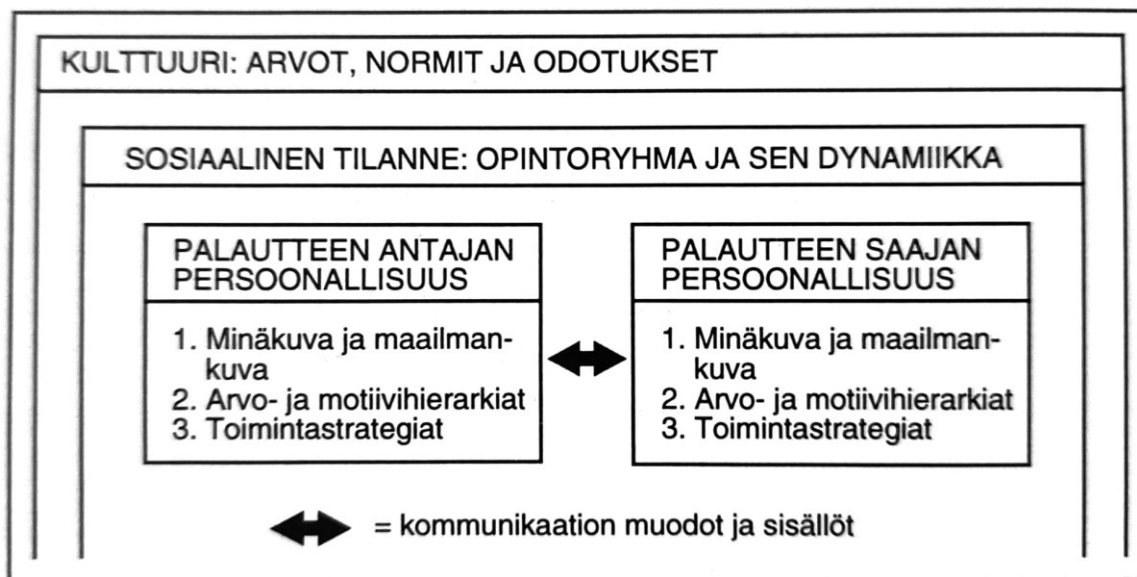 KULTTUURI: ARVOT, NORMIT JA ODOTUKSET
SOSIAALINEN TILANNE: OPINTORYHMA JA SEN DYNAMIIKKA
PALAUTTEEN ANTAJAN
PERSOONALLISUUS
1. Minäkuva ja maailman-
kuva
2. Arvo- ja motiivihierarkiat
3. Toimintastrategiat
PALAUTTEEN SAAJAN
PERSOONALLISUUS
1. Minäkuva ja maailman-
kuva
2. Arvo- ja motiivihierarkiat
3. Toimintastrategiat
= kommunikaation muodot ja sisällöt